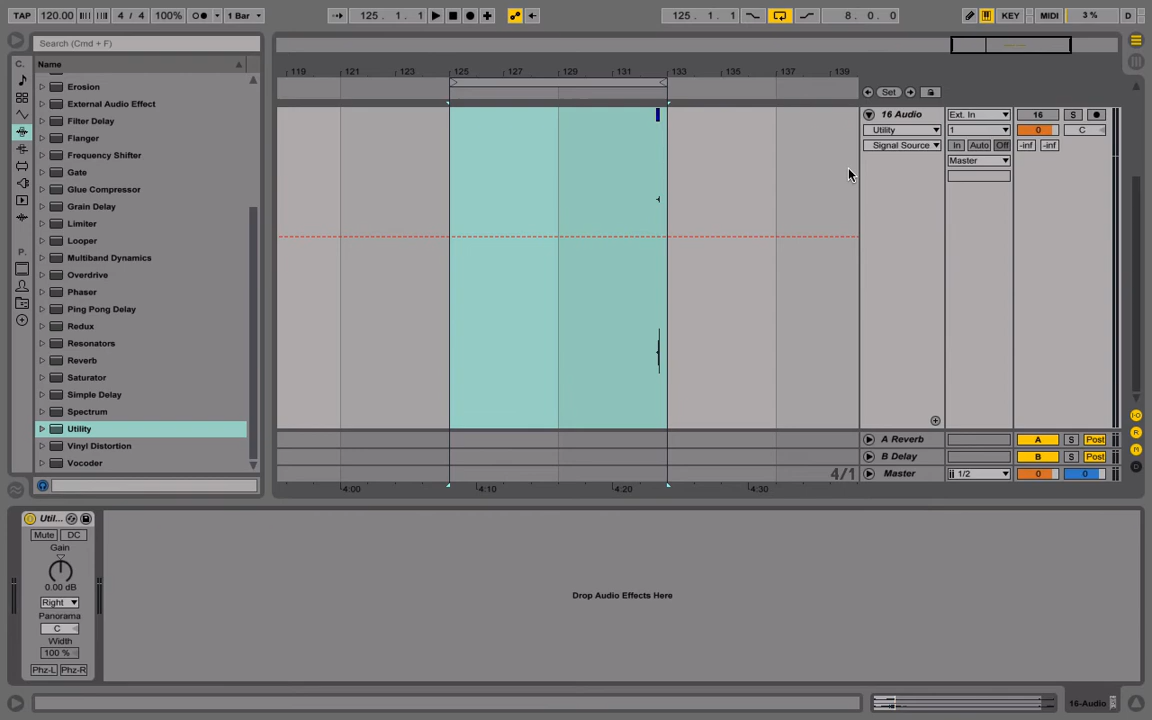 TAP 120.00 4 / 4 100% 1 Bar 125. 1. 1 125. 1. 1 8. 0. 0 KEY MIDI 3 % D
Search (Cmd + F)
C.
Name
Erosion
External Audio Effect
Filter Delay
Flanger
Frequency Shifter
Gate
Glue Compressor
Grain Delay
Limiter
Looper
Multiband Dynamics
Overdrive
Phaser
Ping Pong Delay
Redux
Resonators
Reverb
Saturator
Simple Delay
Spectrum
Utility
Vinyl Distortion
Vocoder
P.
119 121 123 125 127 129 131 133 135 137 139
Set
16 Audio Ext. In 16 S
Utility 1 0 C
Signal Source In Auto Off -inf -inf
Master
A Reverb A S Post
B Delay B S Post
4/1 Master 1/2 0 0
4:00 4:10 4:20 4:30
Util...
Mute DC
Gain
0.00 dB
Right
Panorama
C
Width
100 %
Phz-L Phz-R
Drop Audio Effects Here
16-Audio